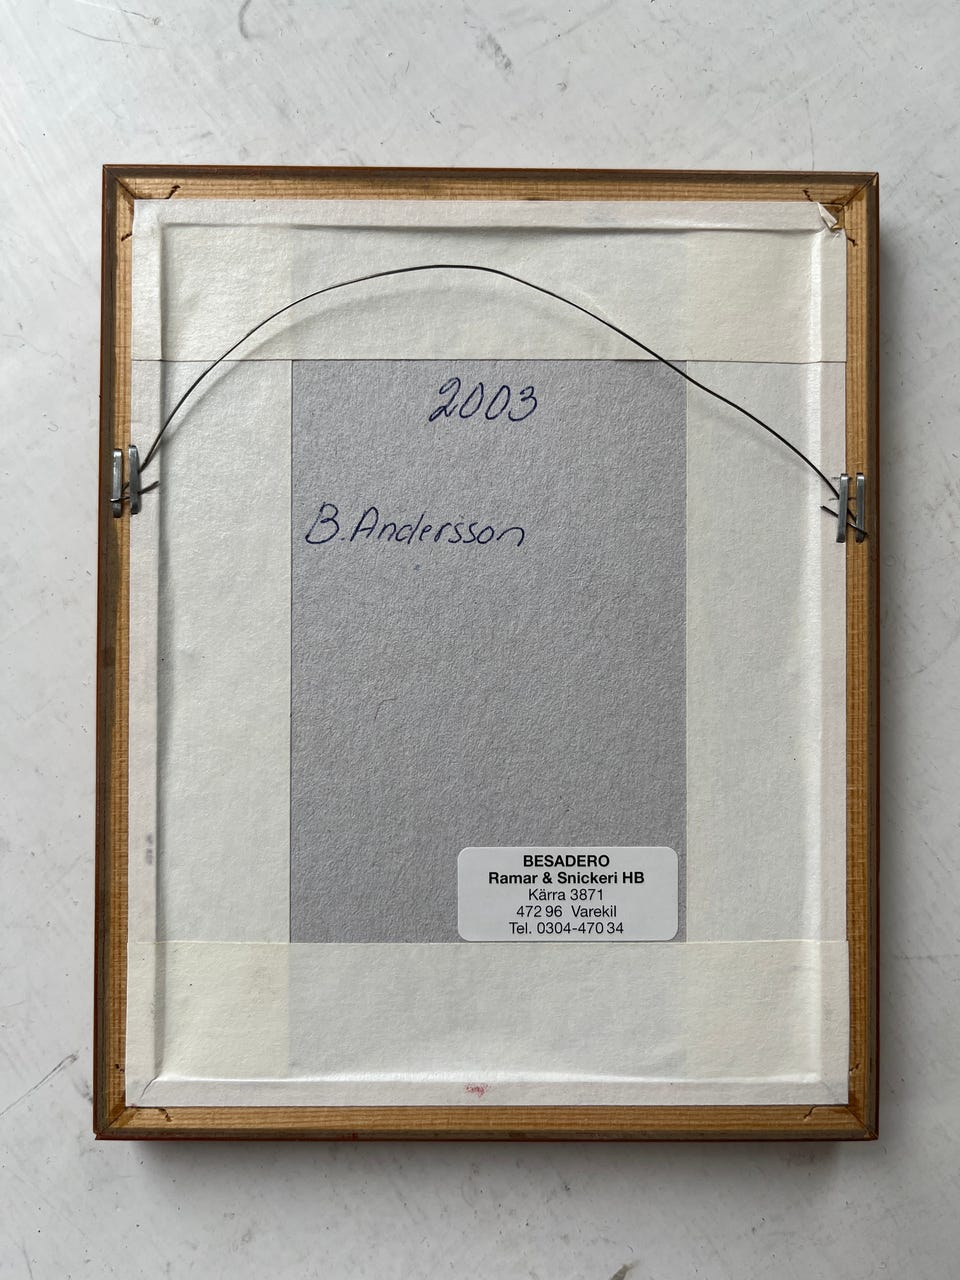 2003
B. Andersson
BESADERO
Ramar & Snickeri HB
Kärra 3871
472 96 Varekil
Tel. 0304-470 34